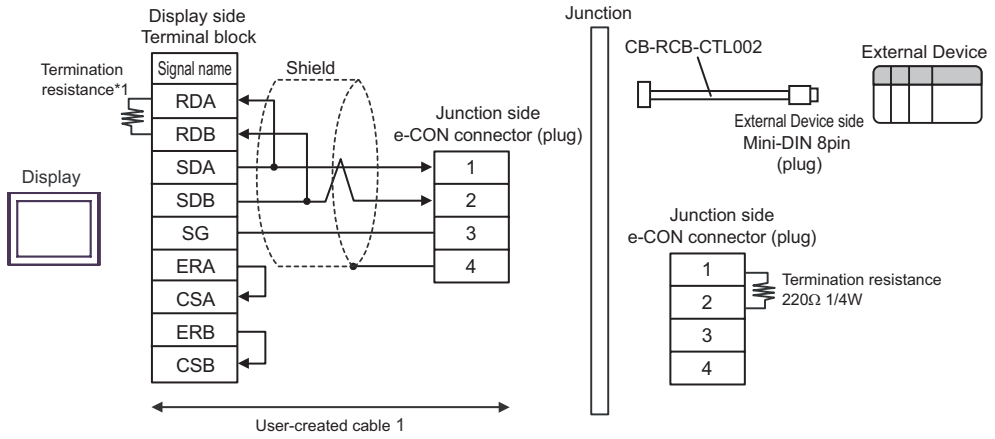 Display side
Terminal block
Junction
Signal name
Termination
resistance*1
Shield
RDA
RDB
SDA
SDB
SG
ERA
CSA
ERB
CSB
Display
Junction side
e-CON connector (plug)
1
2
3
4
User-created cable 1
CB-RCB-CTL002
External Device
External Device side
Mini-DIN 8pin
(plug)
Junction side
e-CON connector (plug)
1
2
3
4
Termination resistance
220Ω 1/4W